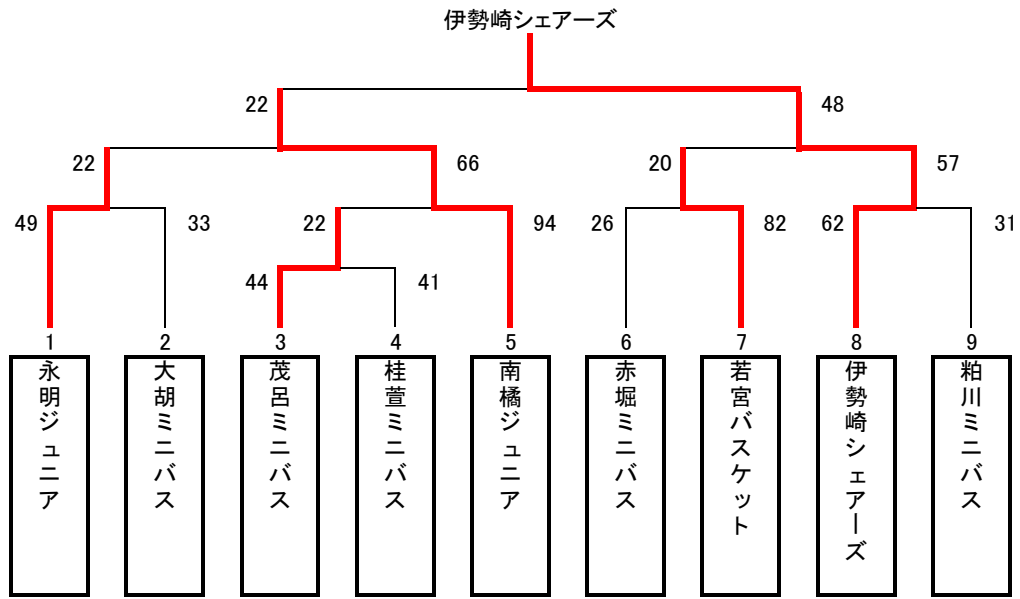 伊勢崎シェアーズ
22 48
22 66 20 57
49 33 22 94 26 82 62 31
44 41
1 2 3 4 5 6 7 8 9
永明ジュニア
大胡ミニバス
茂呂ミニバス
桂萱ミニバス
南橘ジュニア
赤堀ミニバス
若宮バスケット
伊勢崎シェアーズ
粕川ミニバス